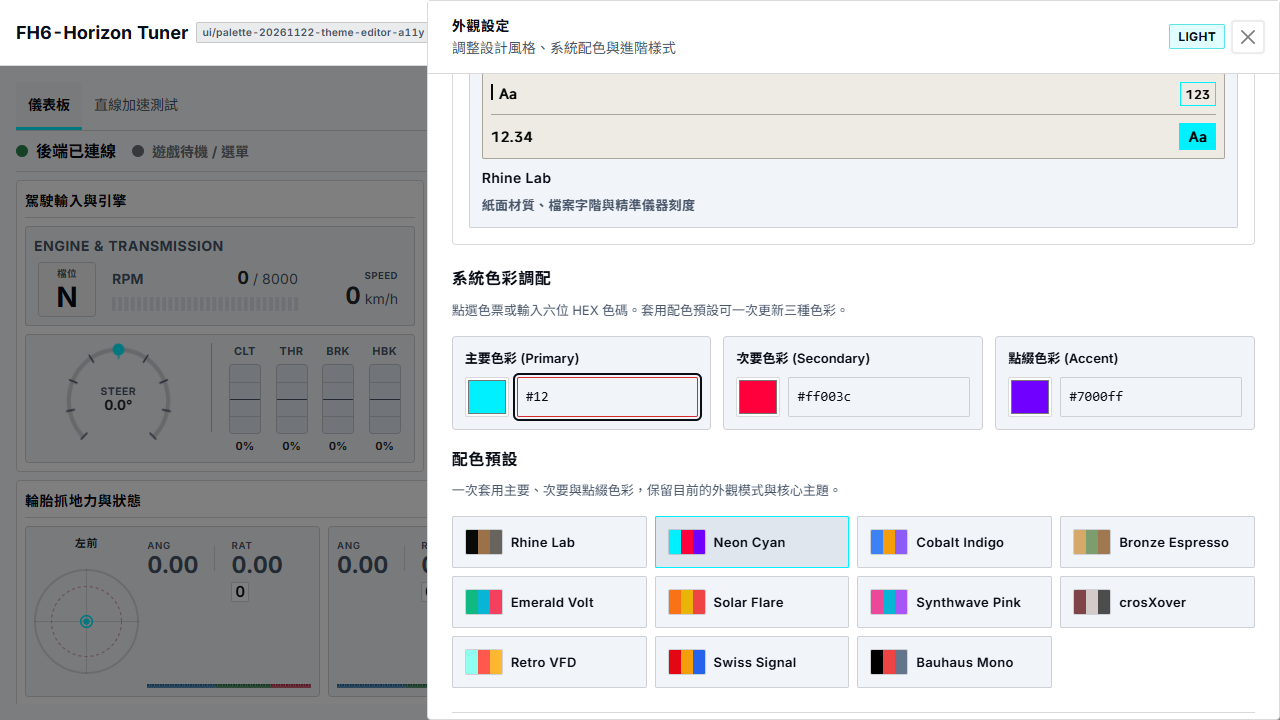 FH6-Horizon Tuner
ui/palette-20261122-theme-editor-a11y
儀表板
直線加速測試
後端已連線
遊戲待機 / 選單
駕駛輸入與引擎
ENGINE & TRANSMISSION
檔位
N
RPM
0 / 8000
SPEED
0 km/h
STEER
0.0°
CLT
THR
BRK
HBK
0%
0%
0%
0%
輪胎抓地力與狀態
左前
ANG
0.00
RAT
0.00
0
ANG
0.00
外觀設定
調整設計風格、系統配色與進階樣式
LIGHT
Aa
123
12.34
Aa
Rhine Lab
紙面材質、檔案字階與精準儀器刻度
系統色彩調配
點選色票或輸入六位 HEX 色碼。套用配色預設可一次更新三種色彩。
主要色彩 (Primary)
#12
次要色彩 (Secondary)
#ff003c
點綴色彩 (Accent)
#7000ff
配色預設
一次套用主要、次要與點綴色彩，保留目前的外觀模式與核心主題。
Rhine Lab
Neon Cyan
Cobalt Indigo
Bronze Espresso
Emerald Volt
Solar Flare
Synthwave Pink
crosXover
Retro VFD
Swiss Signal
Bauhaus Mono